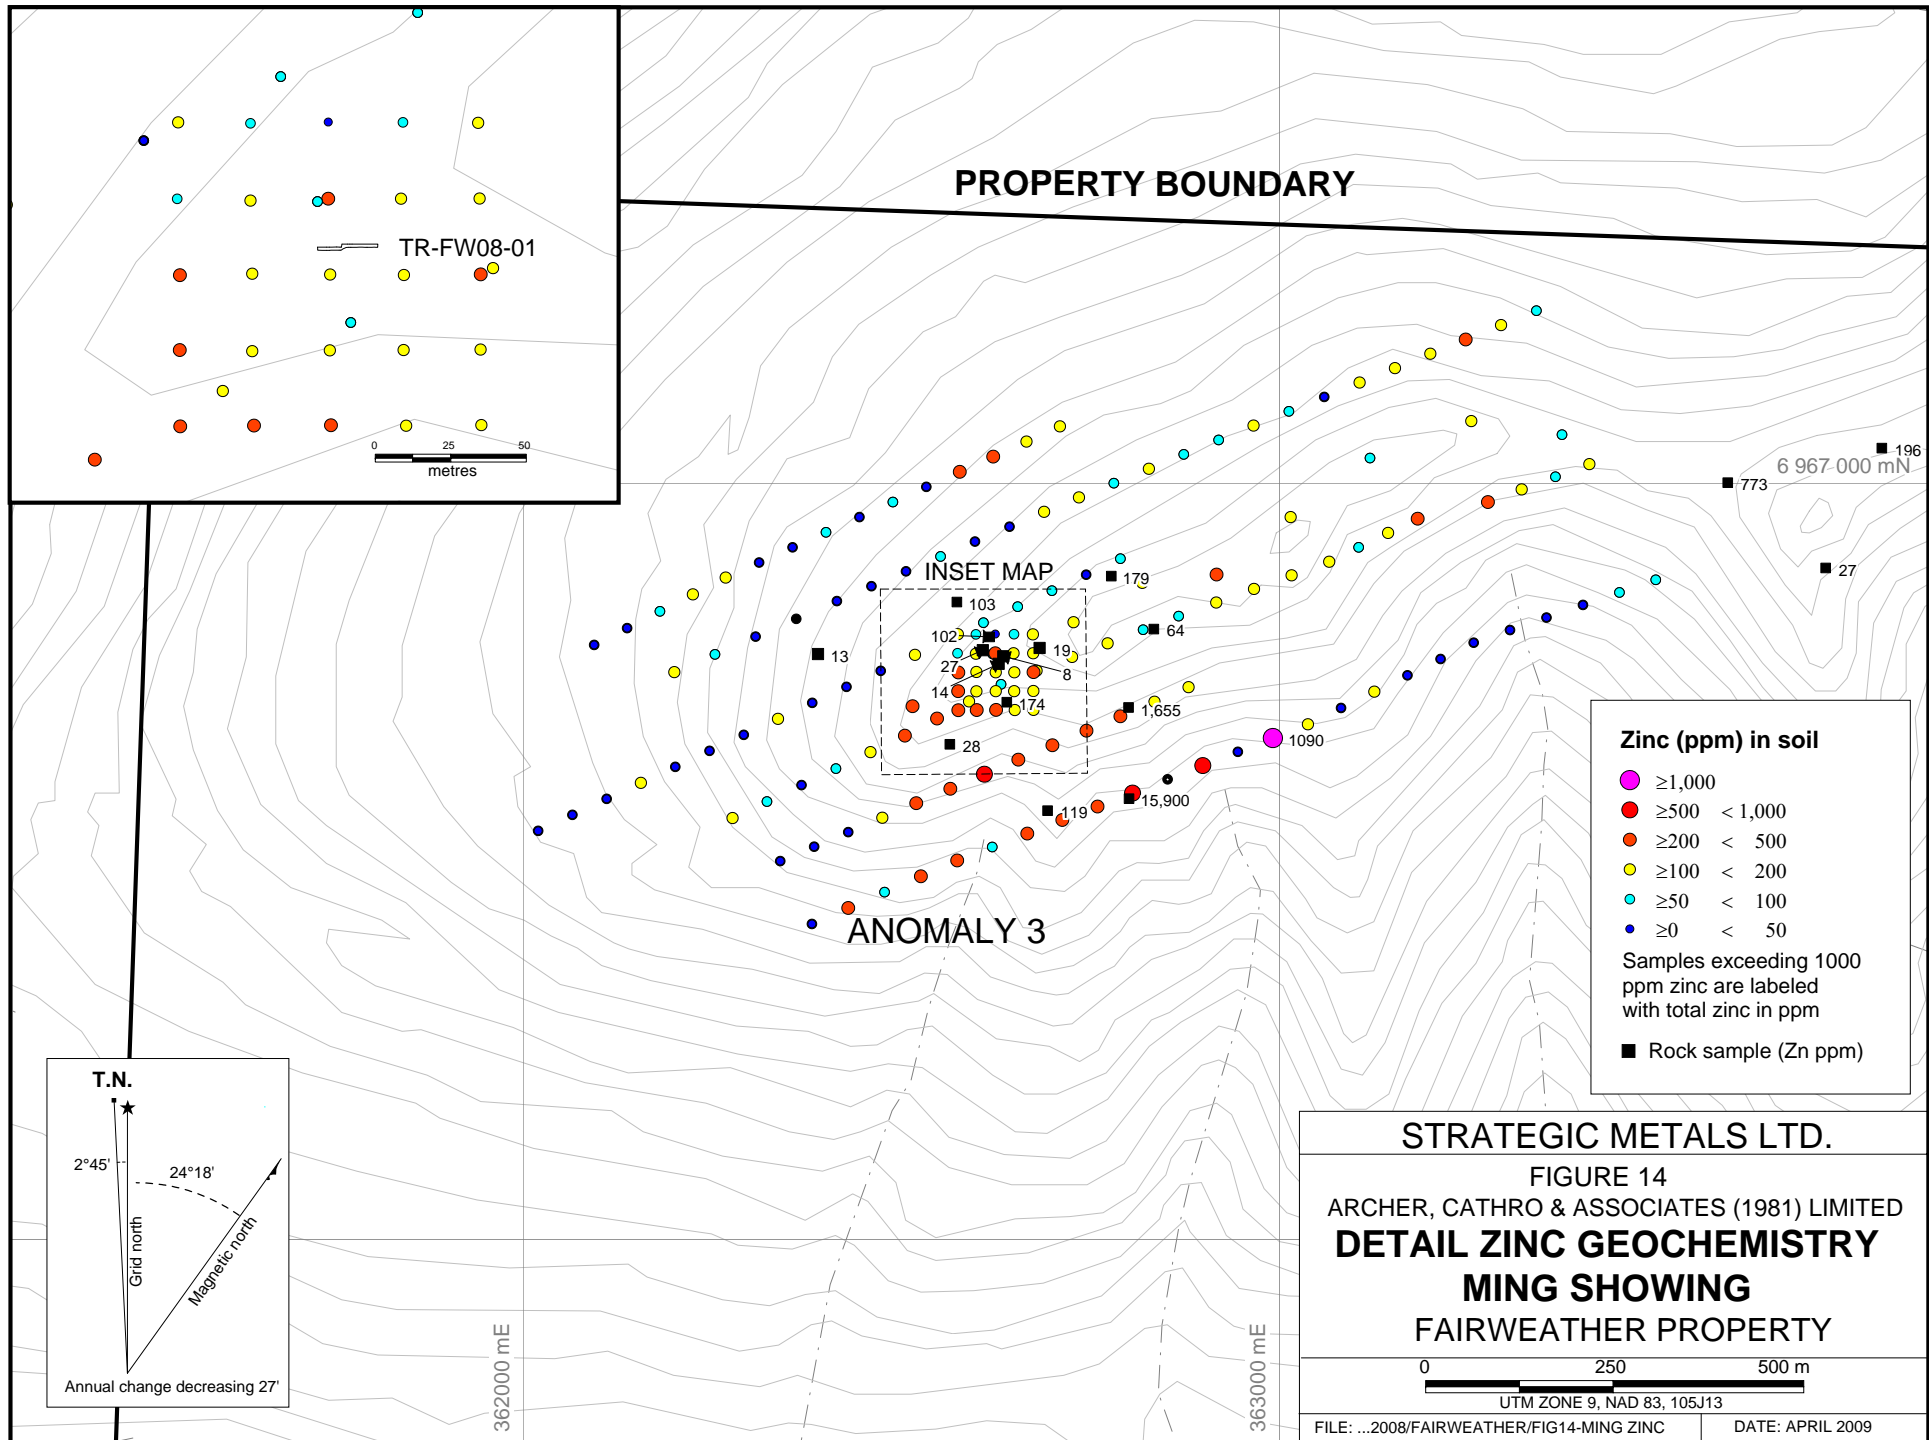 TR-FW08-01
0 25 50
metres
PROPERTY BOUNDARY
6 967 000 mN
196
773
27
INSET MAP
179
103
102
64
13
19
27
8
14
174
1,655
28
1090
15,900
119
ANOMALY 3
Zinc (ppm) in soil
≥1,000
≥500 < 1,000
≥200 < 500
≥100 < 200
≥50 < 100
≥0 < 50
Samples exceeding 1000
ppm zinc are labeled
with total zinc in ppm
Rock sample (Zn ppm)
T.N.
2°45'
24°18'
Grid north
Magnetic north
Annual change decreasing 27'
362000 mE
363000 mE
STRATEGIC METALS LTD.
FIGURE 14
ARCHER, CATHRO & ASSOCIATES (1981) LIMITED
DETAIL ZINC GEOCHEMISTRY
MING SHOWING
FAIRWEATHER PROPERTY
0 250 500 m
UTM ZONE 9, NAD 83, 105J13
FILE: ...2008/FAIRWEATHER/FIG14-MING ZINC
DATE: APRIL 2009